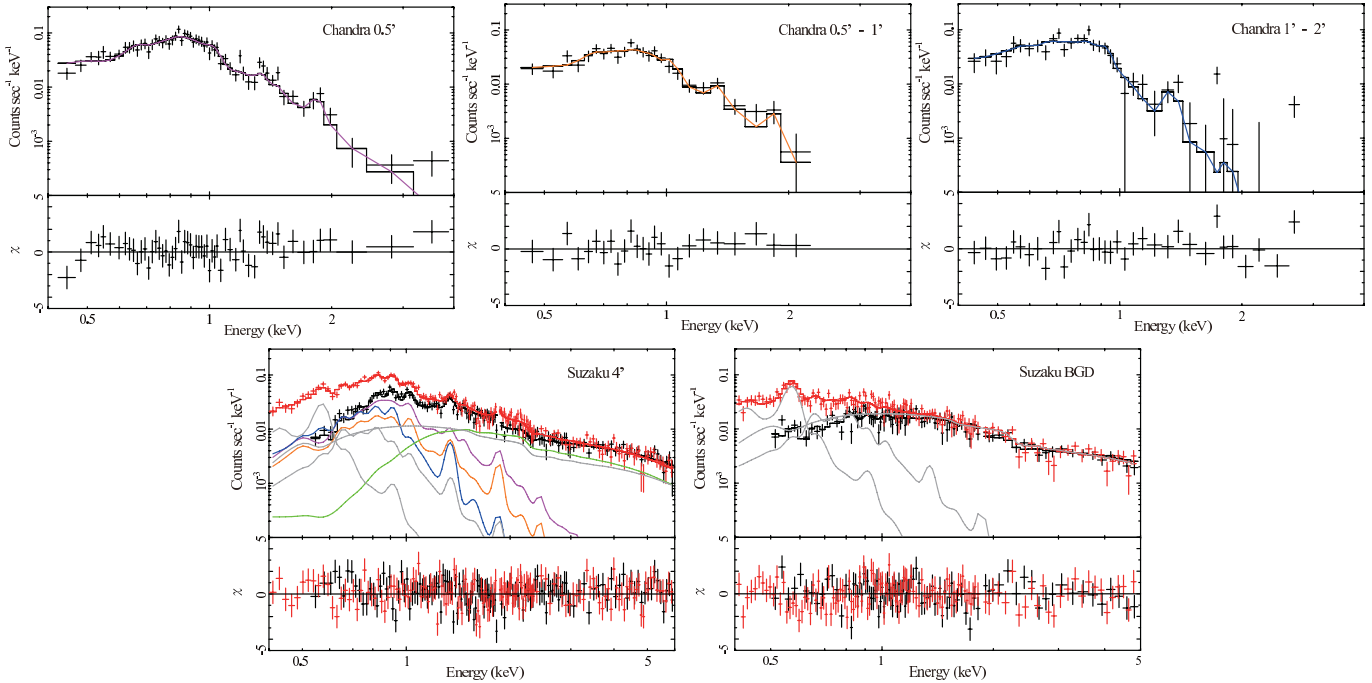 Chandra 0.5’
Counts sec⁻¹ keV⁻¹
0.1
0.01
10⁻³
5
χ
0
-5
0.5
1
2
Energy (keV)
Chandra 0.5’ - 1’
Counts sec⁻¹ keV⁻¹
0.1
0.01
10⁻³
5
χ
0
-5
0.5
1
2
Energy (keV)
Chandra 1’ - 2’
Counts sec⁻¹ keV⁻¹
0.1
0.01
10⁻³
5
χ
0
-5
0.5
1
2
Energy (keV)
Suzaku 4’
Counts sec⁻¹ keV⁻¹
0.1
0.01
10⁻³
5
χ
0
-5
0.5
1
2
5
Energy (keV)
Suzaku BGD
Counts sec⁻¹ keV⁻¹
0.1
0.01
10⁻³
5
χ
0
-5
0.5
1
2
5
Energy (keV)